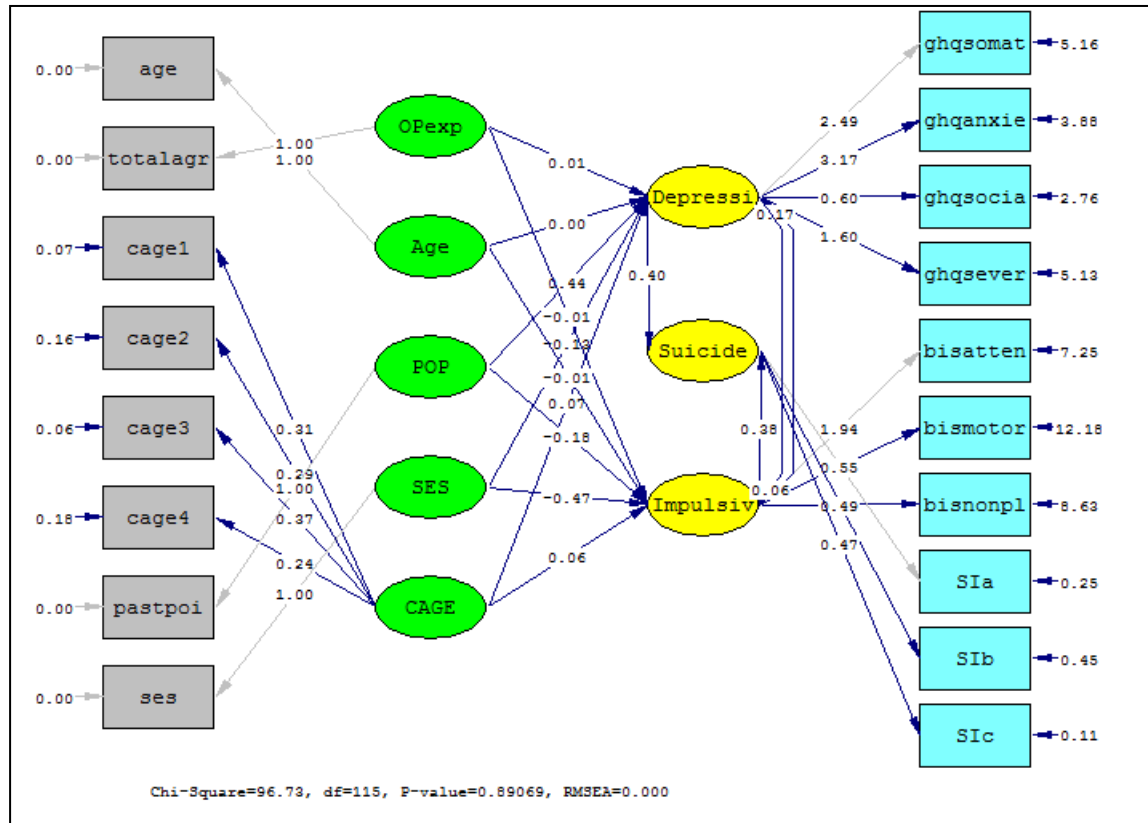 0.00
age
totalagr
0.00
cage1
0.07
cage2
0.16
cage3
0.06
cage4
0.18
pastpoi
0.00
ses
0.00
1.00
1.00
0.31
0.29
1.00
0.37
0.24
1.00
OPexp
Age
POP
SES
CAGE
0.01
0.00
0.44
-0.01
-0.13
-0.01
0.07
-0.18
-0.47
0.06
Depressi
Suicide
Impulsiv
0.40
0.38
0.17
0.06
2.49
3.17
0.60
1.60
1.94
0.55
0.49
0.47
ghqsomat
5.16
ghqanxie
3.88
ghqsocia
2.76
ghqsever
5.13
bisatten
7.25
bismotor
12.18
bisnonpl
8.63
SIa
0.25
SIb
0.45
SIc
0.11
Chi-Square=96.73, df=115, P-value=0.89069, RMSEA=0.000